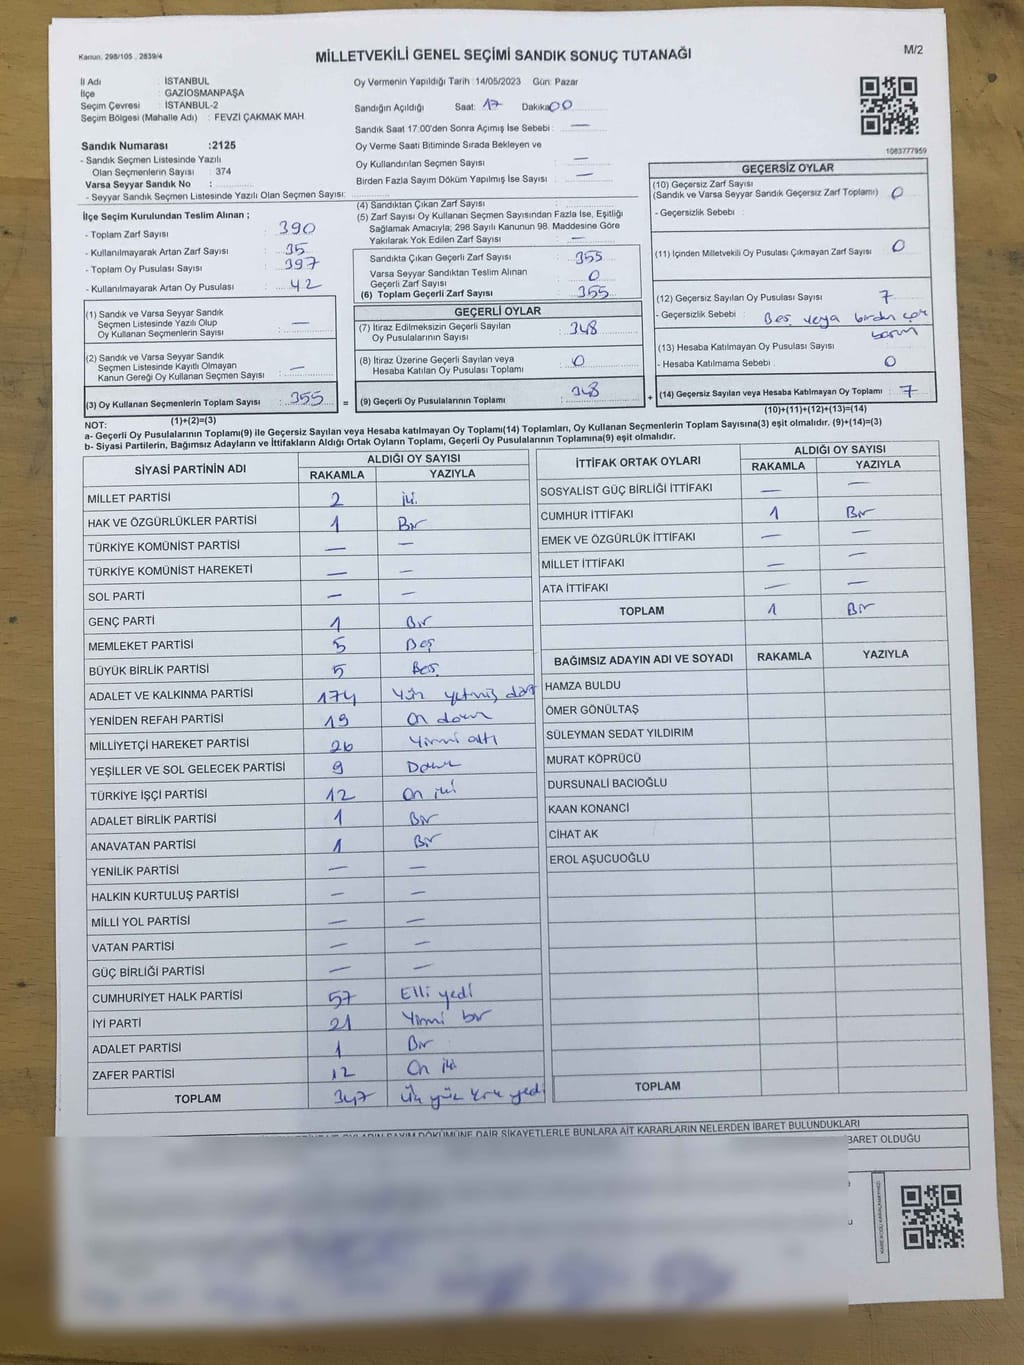 Kanun. 298/105 , 2839/4
MİLLETVEKİLİ GENEL SEÇİMİ SANDIK SONUÇ TUTANAĞI
M/2
İl Adı : İSTANBUL
İlçe : GAZİOSMANPAŞA
Seçim Çevresi : İSTANBUL-2
Seçim Bölgesi (Mahalle Adı) : FEVZİ ÇAKMAK MAH.
Sandık Numarası :2125
- Sandık Seçmen Listesinde Yazılı
Olan Seçmenlerin Sayısı : 374
Varsa Seyyar Sandık No :
- Seyyar Sandık Seçmen Listesinde Yazılı Olan Seçmen Sayısı:
İlçe Seçim Kurulundan Teslim Alınan ;
- Toplam Zarf Sayısı : 390
- Kullanılmayarak Artan Zarf Sayısı : 35
- Toplam Oy Pusulası Sayısı : 397
- Kullanılmayarak Artan Oy Pusulası : 42
(1) Sandık ve Varsa Seyyar Sandık
Seçmen Listesinde Yazılı Olup
Oy Kullanan Seçmenlerin Sayısı : —
(2) Sandık ve Varsa Seyyar Sandık
Seçmen Listesinde Kayıtlı Olmayan
Kanun Gereği Oy Kullanan Seçmen Sayısı : —
(3) Oy Kullanan Seçmenlerin Toplam Sayısı : 355 =
(1)+(2)=(3)
Oy Vermenin Yapıldığı Tarih :14/05/2023 Gün: Pazar
Sandığın Açıldığı Saat: 17 Dakika:00
Sandık Saat 17:00'den Sonra Açımış İse Sebebi : —
Oy Verme Saati Bitiminde Sırada Bekleyen ve
Oy Kullandırılan Seçmen Sayısı : —
Birden Fazla Sayım Döküm Yapılmış İse Sayısı : —
(4) Sandıktan Çıkan Zarf Sayısı :
(5) Zarf Sayısı Oy Kullanan Seçmen Sayısından Fazla İse, Eşitliği
Sağlamak Amacıyla; 298 Sayılı Kanunun 98. Maddesine Göre
Yakılarak Yok Edilen Zarf Sayısı : —
Sandıkta Çıkan Geçerli Zarf Sayısı : 355
Varsa Seyyar Sandıktan Teslim Alınan
Geçerli Zarf Sayısı : 0
(6) Toplam Geçerli Zarf Sayısı : 355
GEÇERLİ OYLAR
(7) İtiraz Edilmeksizin Geçerli Sayılan
Oy Pusulalarının Sayısı : 348
(8) İtiraz Üzerine Geçerli Sayılan veya
Hesaba Katılan Oy Pusulası Toplamı : 0
(9) Geçerli Oy Pusulalarının Toplamı : 348 +
1083777959
GEÇERSİZ OYLAR
(10) Geçersiz Zarf Sayısı
(Sandık ve Varsa Seyyar Sandık Geçersiz Zarf Toplamı) : 0
- Geçersizlik Sebebi :
(11) İçinden Milletvekili Oy Pusulası Çıkmayan Zarf Sayısı : 0
(12) Geçersiz Sayılan Oy Pusulası Sayısı : 7
- Geçersizlik Sebebi : Boş veya birden çok
(13) Hesaba Katılmayan Oy Pusulası Sayısı
- Hesaba Katılmama Sebebi : 0
(14) Geçersiz Sayılan veya Hesaba Katılmayan Oy Toplamı : 7
(10)+(11)+(12)+(13)=(14)
NOT:
a- Geçerli Oy Pusulalarının Toplamı(9) ile Geçersiz Sayılan veya Hesaba Katılmayan Oy Toplamı(14) Toplamları, Oy Kullanan Seçmenlerin Toplam Sayısına(3) eşit olmalıdır. (9)+(14)=(3)
b- Siyasi Partilerin, Bağımsız Adayların ve İttifakların Aldığı Ortak Oyların Toplamı, Geçerli Oy Pusulalarının Toplamına(9) eşit olmalıdır.
SİYASİ PARTİNİN ADI ALDIĞI OY SAYISI
RAKAMLA YAZIYLA
MİLLET PARTİSİ 2 iki
HAK VE ÖZGÜRLÜKLER PARTİSİ 1 Bir
TÜRKİYE KOMÜNİST PARTİSİ — —
TÜRKİYE KOMÜNİST HAREKETİ — —
SOL PARTİ — —
GENÇ PARTİ 1 Bir
MEMLEKET PARTİSİ 5 Beş
BÜYÜK BİRLİK PARTİSİ 5 Beş
ADALET VE KALKINMA PARTİSİ 174 Yüz yetmiş dört
YENİDEN REFAH PARTİSİ 19 On dokuz
MİLLİYETÇİ HAREKET PARTİSİ 26 Yirmi altı
YEŞİLLER VE SOL GELECEK PARTİSİ 9 Dokuz
TÜRKİYE İŞÇİ PARTİSİ 12 On iki
ADALET BİRLİK PARTİSİ 1 Bir
ANAVATAN PARTİSİ 1 Bir
YENİLİK PARTİSİ — —
HALKIN KURTULUŞ PARTİSİ — —
MİLLİ YOL PARTİSİ — —
VATAN PARTİSİ — —
GÜÇ BİRLİĞİ PARTİSİ — —
CUMHURİYET HALK PARTİSİ 57 Elli yedi
İYİ PARTİ 21 Yirmi bir
ADALET PARTİSİ 1 Bir
ZAFER PARTİSİ 12 On iki
TOPLAM 347 Üç yüz kırk yedi
İTTİFAK ORTAK OYLARI ALDIĞI OY SAYISI
RAKAMLA YAZIYLA
SOSYALİST GÜÇ BİRLİĞİ İTTİFAKI — —
CUMHUR İTTİFAKI 1 Bir
EMEK VE ÖZGÜRLÜK İTTİFAKI — —
MİLLET İTTİFAKI — —
ATA İTTİFAKI — —
TOPLAM 1 Bir
BAĞIMSIZ ADAYIN ADI VE SOYADI RAKAMLA YAZIYLA
HAMZA BULDU
ÖMER GÖNÜLTAŞ
SÜLEYMAN SEDAT YILDIRIM
MURAT KÖPRÜCÜ
DURSUNALİ BACIOĞLU
KAAN KONANCİ
CİHAT AK
EROL AŞUCUOĞLU
TOPLAM
DÖKÜMÜNE DAİR ŞİKAYETLERLE BUNLARA AİT KARARLARIN NELERDEN İBARET BULUNDUKLARI
İBARET OLDUĞU